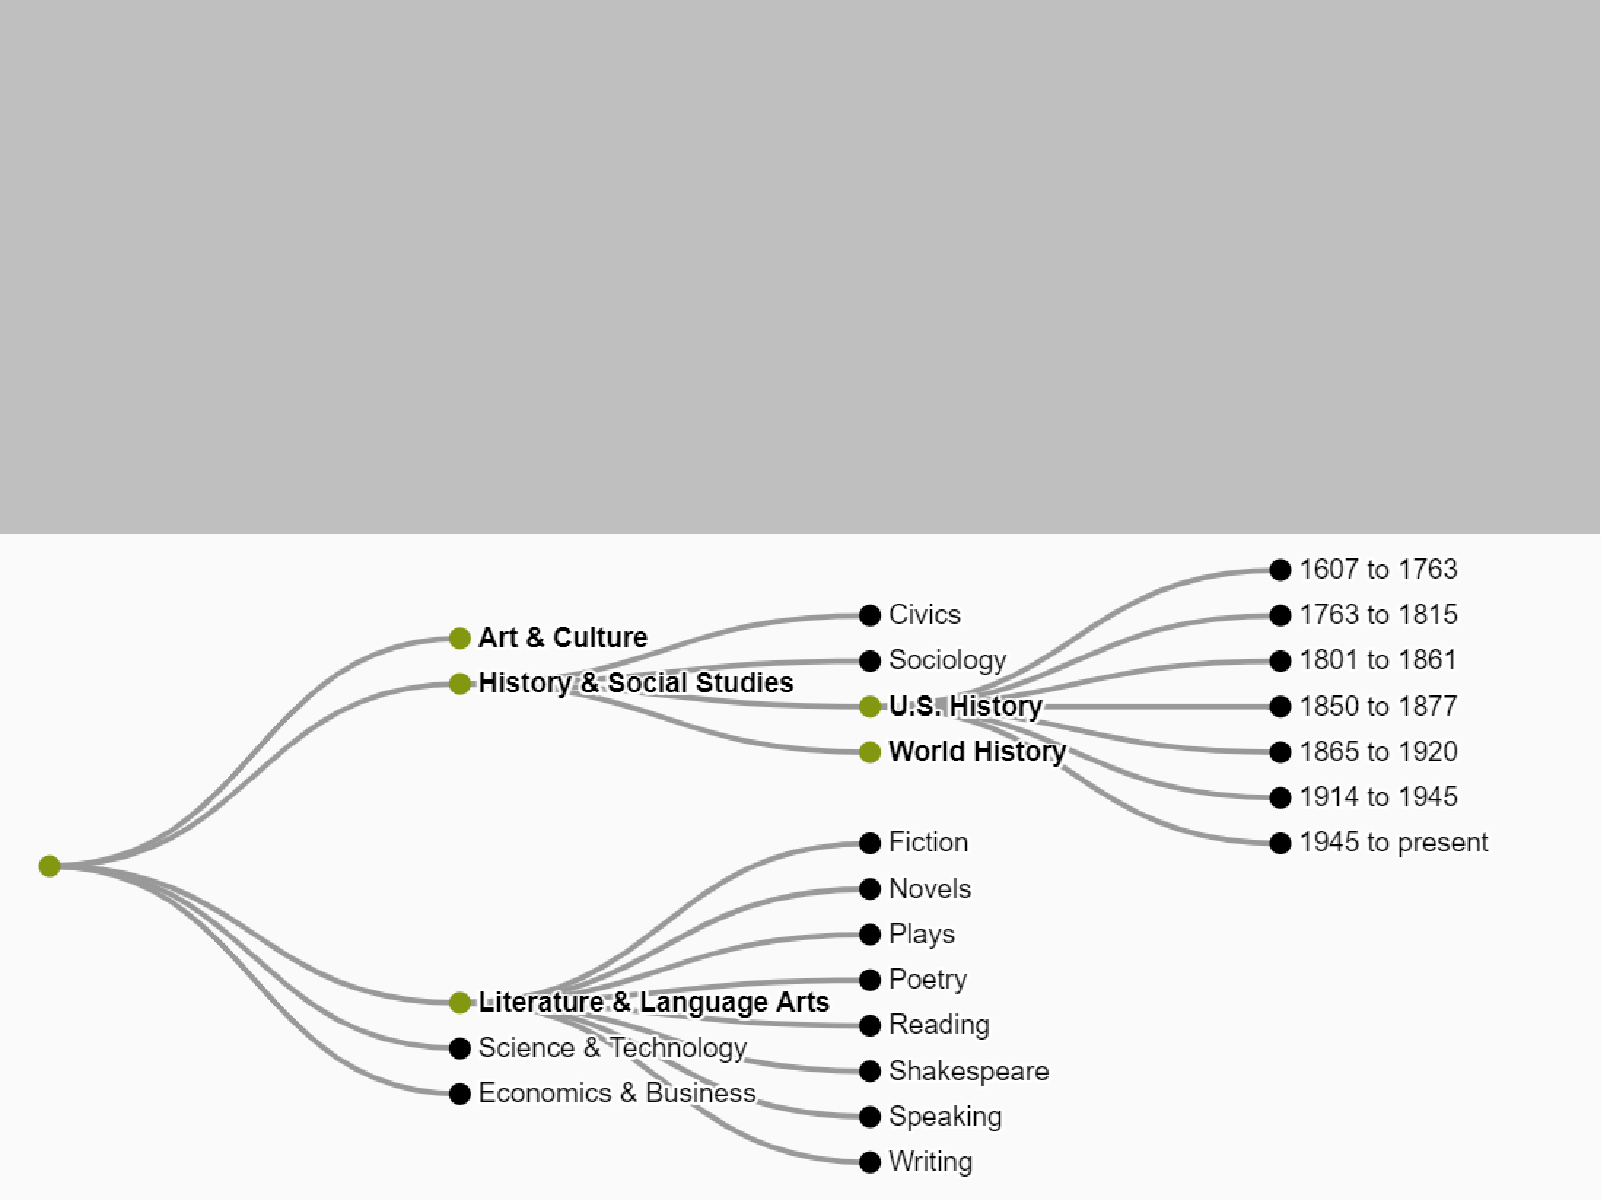 Art & Culture
History & Social Studies
Literature & Language Arts
Science & Technology
Economics & Business
Civics
Sociology
U.S. History
World History
Fiction
Novels
Plays
Poetry
Reading
Shakespeare
Speaking
Writing
1607 to 1763
1763 to 1815
1801 to 1861
1850 to 1877
1865 to 1920
1914 to 1945
1945 to present